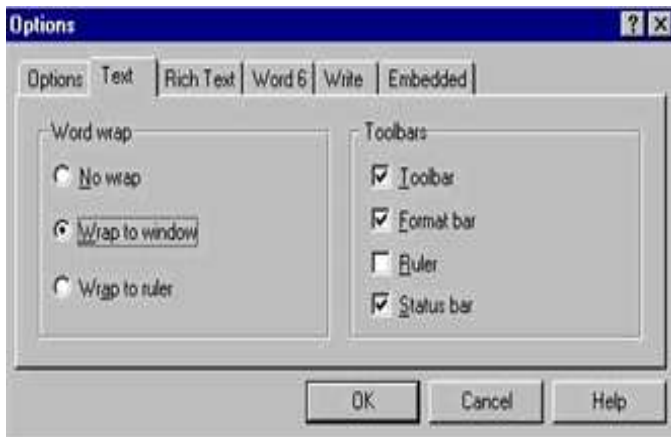 Options
Options Text Rich Text Word 6 Write Embedded
Word wrap
No wrap
Wrap to window
Wrap to ruler
Toolbars
Toolbar
Format bar
Ruler
Status bar
OK Cancel Help